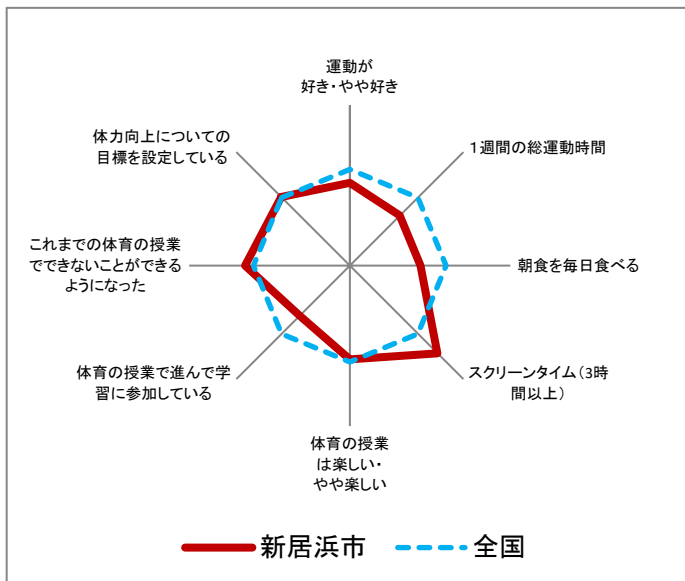 運動が
好き・やや好き
体力向上についての
目標を設定している
1週間の総運動時間
これまでの体育の授業
でできないことができる
ようになった
朝食を毎日食べる
体育の授業で進んで学
習に参加している
スクリーンタイム(3時
間以上)
体育の授業
は楽しい・
やや楽しい
新居浜市
全国